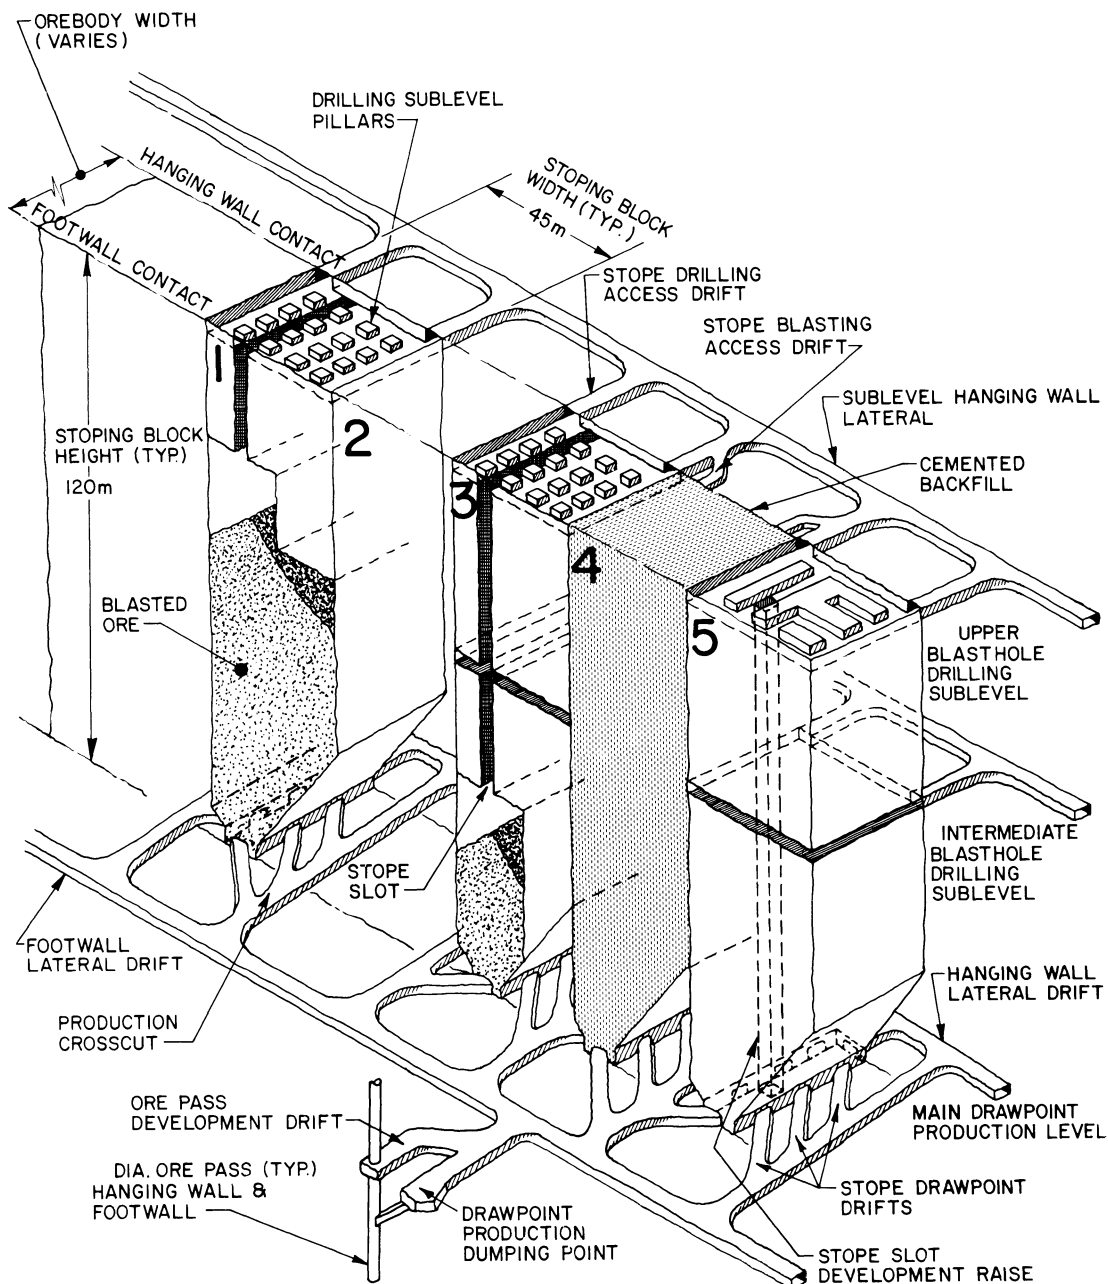 OREBODY WIDTH
(VARIES)
DRILLING SUBLEVEL
PILLARS
HANGING WALL CONTACT
FOOTWALL CONTACT
STOPING BLOCK
WIDTH (TYP.)
45m
STOPE DRILLING
ACCESS DRIFT
STOPE BLASTING
ACCESS DRIFT
SUBLEVEL HANGING WALL
LATERAL
CEMENTED
BACKFILL
1
2
3
4
5
STOPING BLOCK
HEIGHT (TYP.)
120m
BLASTED
ORE
UPPER
BLASTHOLE
DRILLING
SUBLEVEL
INTERMEDIATE
BLASTHOLE
DRILLING
SUBLEVEL
STOPE
SLOT
FOOTWALL
LATERAL DRIFT
HANGING WALL
LATERAL DRIFT
PRODUCTION
CROSSCUT
ORE PASS
DEVELOPMENT DRIFT
MAIN DRAWPOINT
PRODUCTION LEVEL
DIA. ORE PASS (TYP.)
HANGING WALL &
FOOTWALL
DRAWPOINT
PRODUCTION
DUMPING POINT
STOPE DRAWPOINT
DRIFTS
STOPE SLOT
DEVELOPMENT RAISE